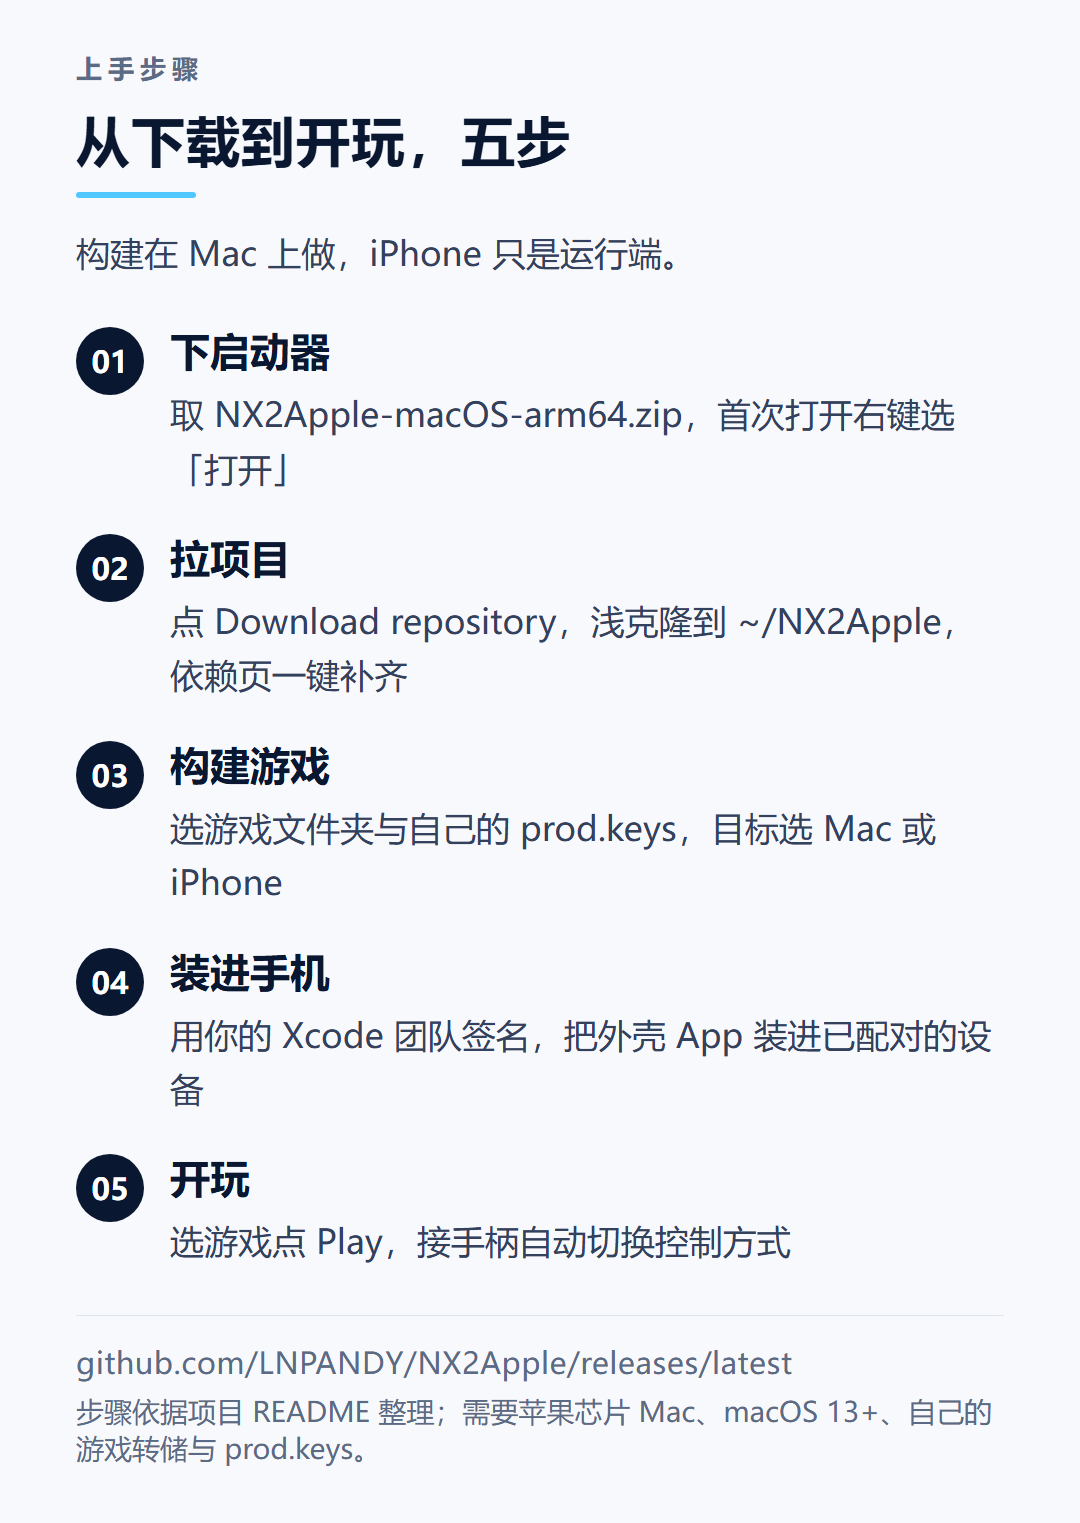 上手步骤
从下载到开玩，五步
构建在 Mac 上做，iPhone 只是运行端。
01
下启动器
取 NX2Apple-macOS-arm64.zip，首次打开右键选
「打开」
02
拉项目
点 Download repository，浅克隆到 ~/NX2Apple，
依赖页一键补齐
03
构建游戏
选游戏文件夹与自己的 prod.keys，目标选 Mac 或
iPhone
04
装进手机
用你的 Xcode 团队签名，把外壳 App 装进已配对的设
备
05
开玩
选游戏点 Play，接手柄自动切换控制方式
github.com/LNPANDY/NX2Apple/releases/latest
步骤依据项目 README 整理；需要苹果芯片 Mac、macOS 13+、自己的
游戏转储与 prod.keys。